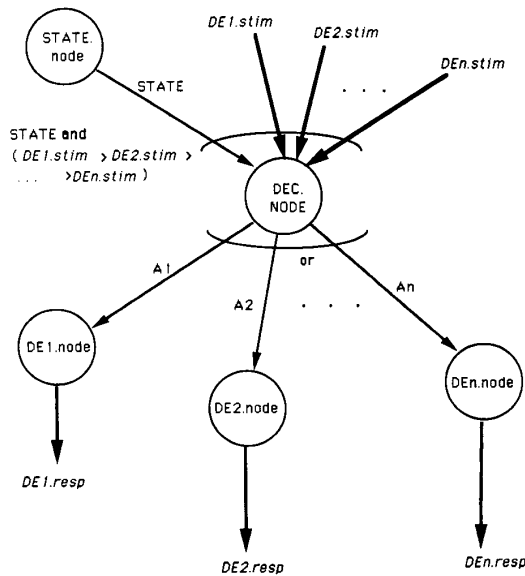 STATE.
node
DE1.stim
DE2.stim
DEn.stim
STATE
. . .
STATE and
( DE1.stim > DE2.stim >
... >DEn.stim )
DEC.
NODE
or
A1
A2
. . .
An
DE1.node
DE2.node
DEn.node
DE1.resp
DE2.resp
DEn.resp